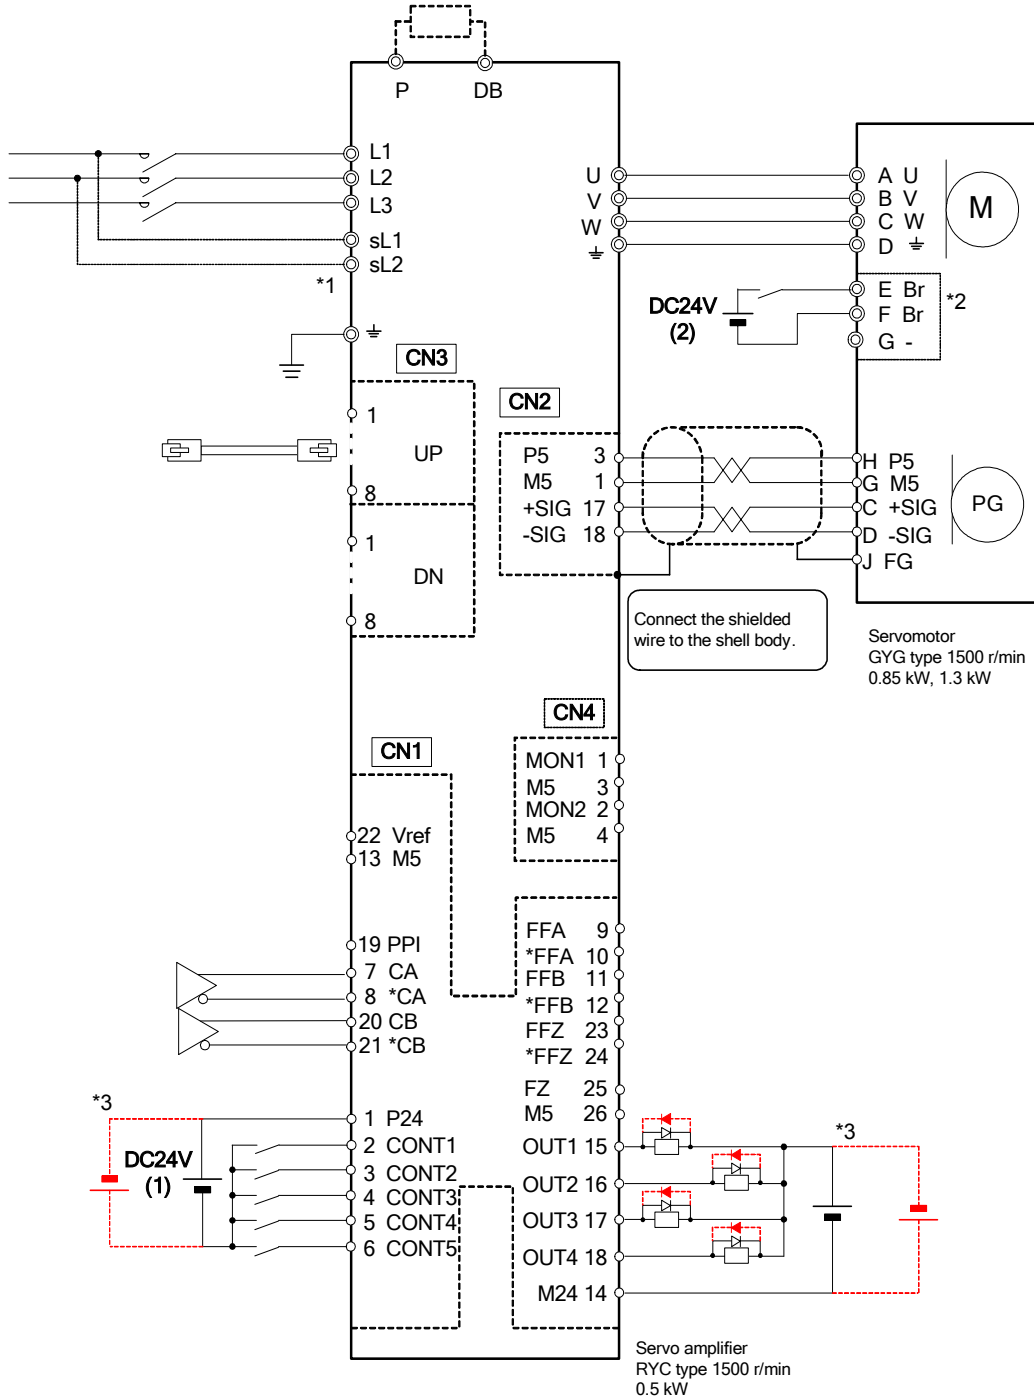 P DB
L1
L2
L3
sL1
sL2
*1
U
V
W
A U
B V
C W
D
M
E Br
F Br
G -
*2
DC24V
(2)
CN3
1
UP
8
1
DN
8
CN2
P5 3
M5 1
+SIG 17
-SIG 18
H P5
G M5
C +SIG
D -SIG
J FG
PG
Connect the shielded
wire to the shell body.
Servomotor
GYG type 1500 r/min
0.85 kW, 1.3 kW
CN4
MON1 1
M5 3
MON2 2
M5 4
CN1
22 Vref
13 M5
19 PPI
7 CA
8 *CA
20 CB
21 *CB
FFA 9
*FFA 10
FFB 11
*FFB 12
FFZ 23
*FFZ 24
FZ 25
M5 26
*3
DC24V
(1)
1 P24
2 CONT1
3 CONT2
4 CONT3
5 CONT4
6 CONT5
OUT1 15
OUT2 16
OUT3 17
OUT4 18
M24 14
*3
Servo amplifier
RYC type 1500 r/min
0.5 kW